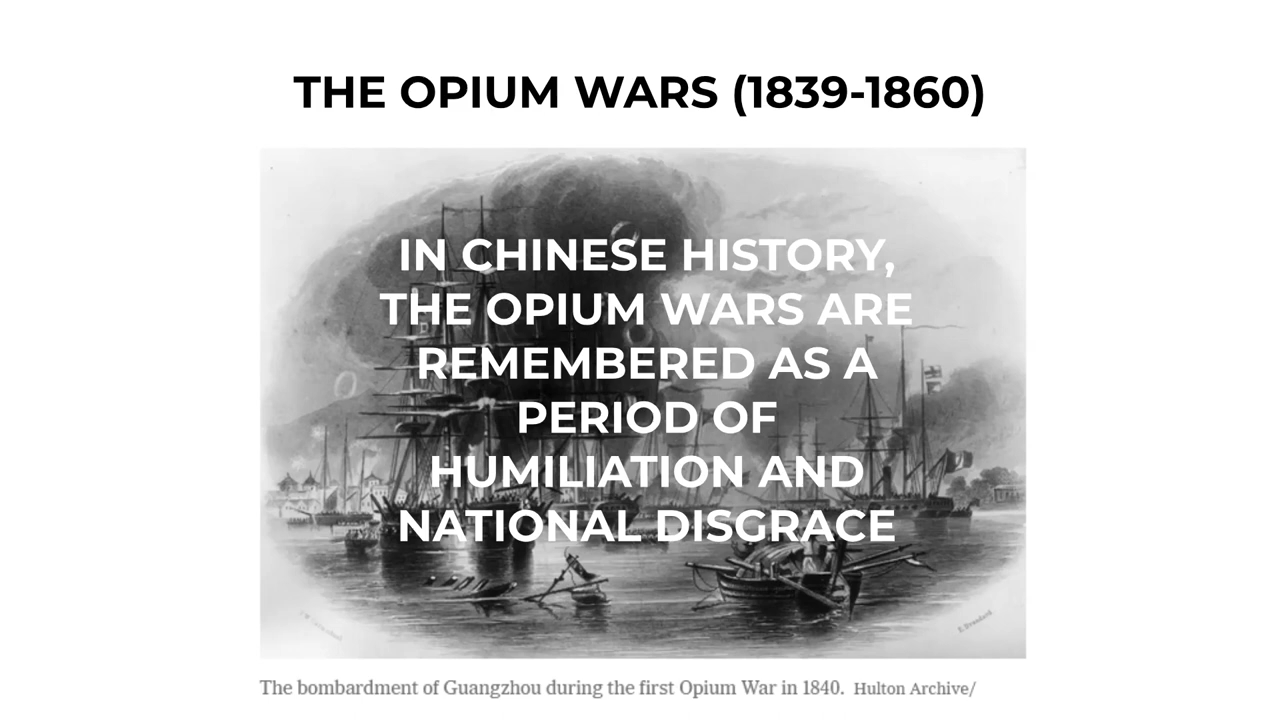 THE OPIUM WARS (1839-1860)
IN CHINESE HISTORY,
THE OPIUM WARS ARE
REMEMBERED AS A
PERIOD OF
HUMILIATION AND
NATIONAL DISGRACE
The bombardment of Guangzhou during the first Opium War in 1840. Hulton Archive/